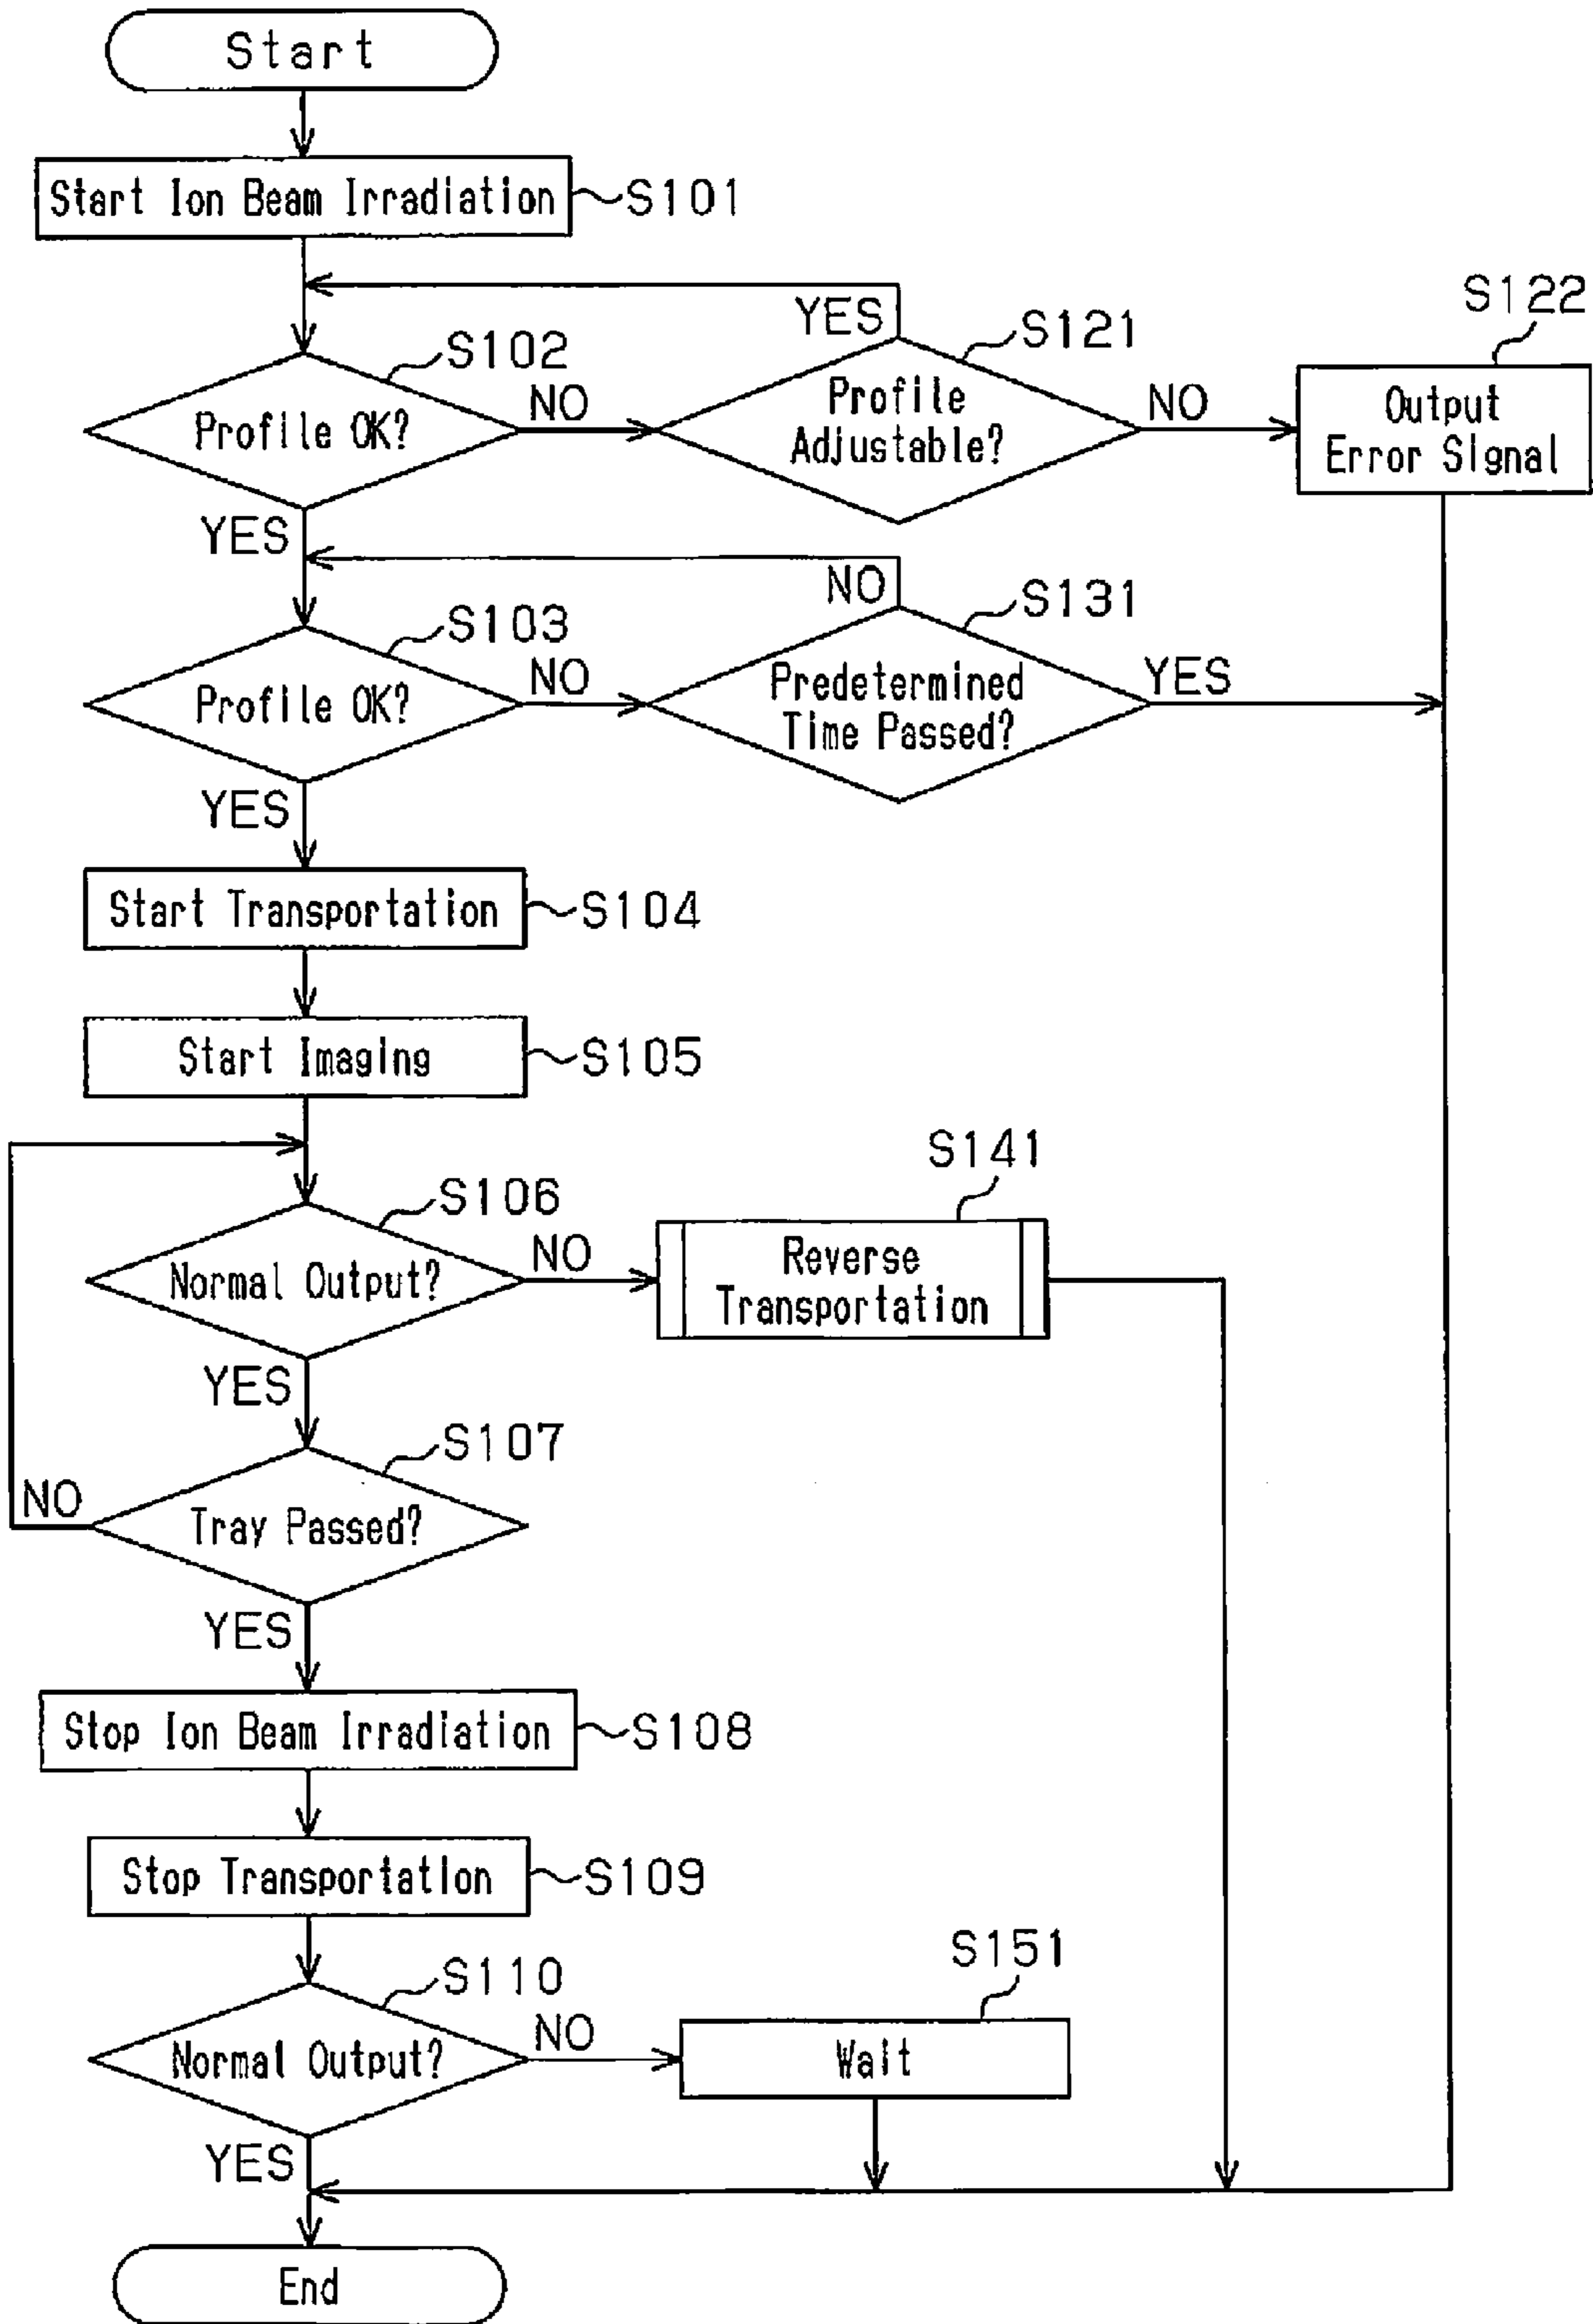 Start
Start Ion Beam Irradiation
S101
YES
S121
S122
S102
Profile OK?
NO
Profile
Adjustable?
NO
Output
Error Signal
YES
NO
S131
S103
Profile OK?
NO
Predetermined
Time Passed?
YES
YES
Start Transportation
S104
Start Imaging
S105
S106
S141
Normal Output?
NO
Reverse
Transportation
YES
S107
NO
Tray Passed?
YES
Stop Ion Beam Irradiation
S108
Stop Transportation
S109
S110
S151
Normal Output?
NO
Wait
YES
End